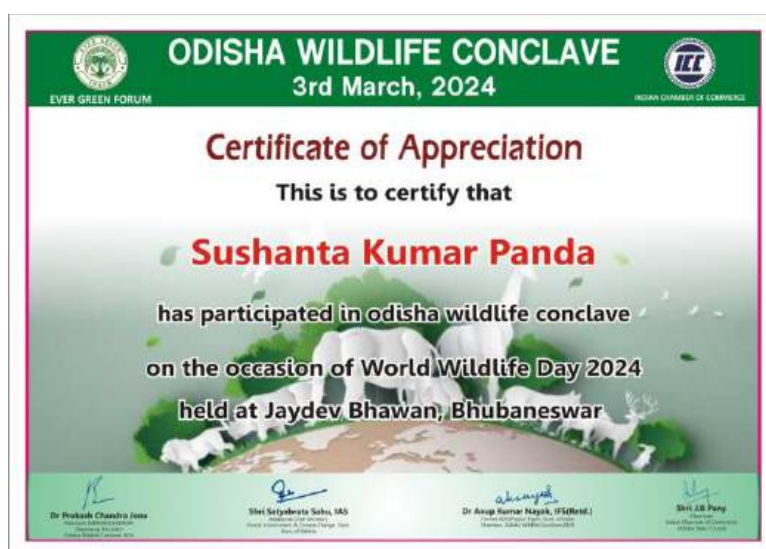 EVER GREEN FORUM
ODISHA WILDLIFE CONCLAVE
3rd March, 2024
ICC
INDIAN CHAMBER OF COMMERCE
Certificate of Appreciation
This is to certify that
Sushanta Kumar Panda
has participated in odisha wildlife conclave
on the occasion of World Wildlife Day 2024
held at Jaydev Bhawan, Bhubaneswar
Dr Prakash Chandra Jena
Shri Satyabrata Sahu, IAS
Dr Anup Kumar Nayak, IFS(Retd.)
Shri J.B Pany